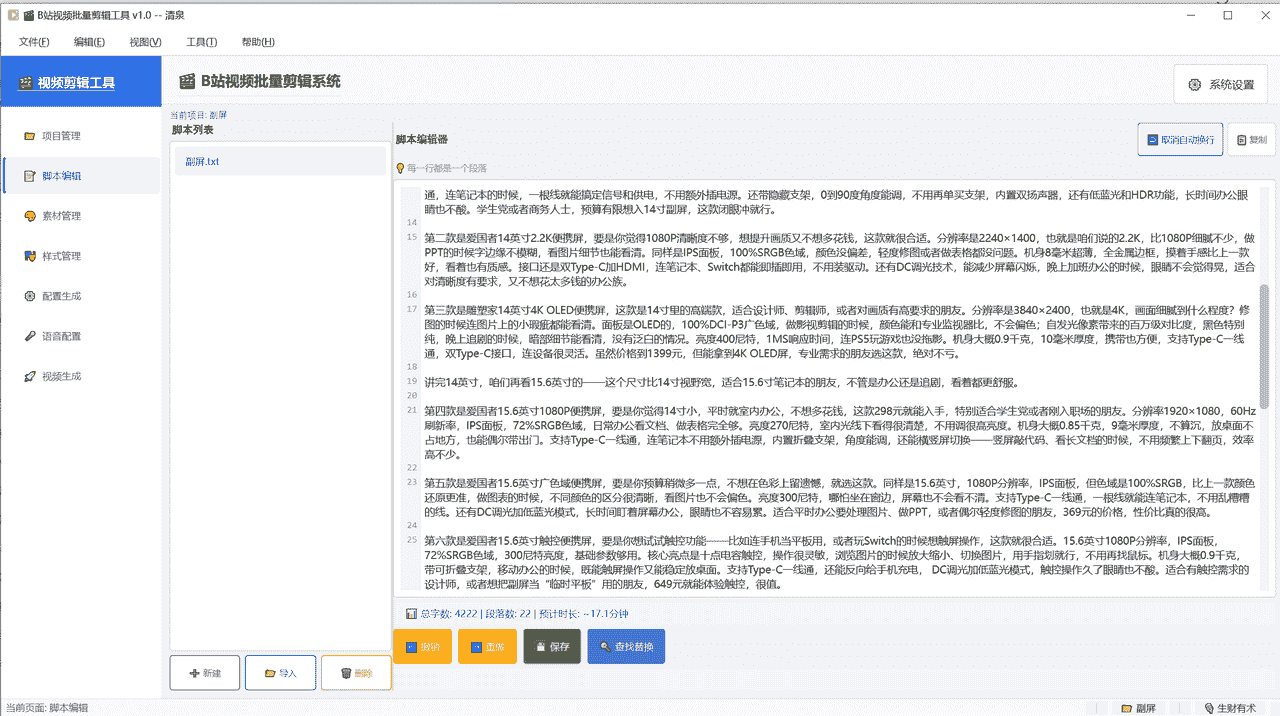 B站视频批量剪辑工具 v1.0 -- 清泉
文件(F) 编辑(E) 视图(V) 工具(T) 帮助(H)
视频剪辑工具
B站视频批量剪辑系统
系统设置
项目管理
脚本编辑
素材管理
样式管理
配置生成
语音配置
视频生成
当前项目: 副屏
脚本列表
副屏.txt
新建
导入
删除
脚本编辑器
取消自动换行
复制
每一行都是一个段落
通，连笔记本的时候，一根线就能搞定信号和供电，不用额外插电源。还带隐藏支架，0到90度角度能调，不用再单买支架，内置双扬声器，还有低蓝光和HDR功能，长时间办公眼
睛也不酸。学生党或者商务人士，预算有限想入14寸副屏，这款闭眼冲就行。
14
15 第二款是爱国者14英寸2.2K便携屏，要是你觉得1080P清晰度不够，想提升画质又不想多花钱，这款就很合适。分辨率是2240×1400，也就是咱们说的2.2K，比1080P细腻不少，做
PPT的时候字边缘不模糊，看图片细节也能看清。同样是IPS面板，100%SRGB色域，颜色没偏差，轻度修图或者做表格都没问题。机身8毫米超薄，全金属边框，摸着手感比上一款
好，看着也有质感。接口还是双Type-C加HDMI，连笔记本、Switch都能即插即用，不用装驱动。还有DC调光技术，能减少屏幕闪烁，晚上加班办公的时候，眼睛不会觉得晃，适合
对清晰度有要求，又不想花太多钱的办公族。
16
17 第三款是雕塑家14英寸4K OLED便携屏，这款是14寸里的高端款，适合设计师、剪辑师，或者对画质有高要求的朋友。分辨率是3840×2400，也就是4K，画面细腻到什么程度？修
图的时候连图片上的小瑕疵都能看清。面板是OLED的，100%DCI-P3广色域，做影视剪辑的时候，颜色能和专业监视器比，不会偏色；自发光像素带来的百万级对比度，黑色特别
纯，晚上追剧的时候，暗部细节能看清，没有泛白的情况。亮度400尼特，1MS响应时间，连PS5玩游戏也没拖影。机身大概0.9千克，10毫米厚度，携带也方便，支持Type-C一线
通，双Type-C接口，连设备很灵活。虽然价格到1399元，但能拿到4K OLED屏，专业需求的朋友选这款，绝对不亏。
18
19 讲完14英寸，咱们再看15.6英寸的——这个尺寸比14寸视野宽，适合15.6寸笔记本的朋友，不管是办公还是追剧，看着都更舒服。
20
21 第四款是爱国者15.6英寸1080P便携屏，要是你觉得14寸小，平时就室内办公，不想多花钱，这款298元就能入手，特别适合学生党或者刚入职场的朋友。分辨率1920×1080，60Hz
刷新率，IPS面板，72%SRGB色域，日常办公看文档、做表格完全够。亮度270尼特，室内光线下看得很清楚，不用调很高亮度。机身大概0.85千克，9毫米厚度，不算沉，放桌面不
占地方，也能偶尔带出门。支持Type-C一线通，连笔记本不用额外插电源，内置折叠支架，角度能调，还能横竖屏切换——竖屏敲代码、看长文档的时候，不用频繁上下翻页，效率
高不少。
22
23 第五款是爱国者15.6英寸广色域便携屏，要是你预算稍微多一点，不想在色彩上留遗憾，就选这款。同样是15.6英寸，1080P分辨率，IPS面板，但色域是100%SRGB，比上一款颜色
还原更准，做图表的时候，不同颜色的区分很清晰，看图片也不会偏色。亮度300尼特，哪怕坐在窗边，屏幕也不会看不清。支持Type-C一线通，一根线就能连笔记本，不用乱糟糟
的线。还有DC调光加低蓝光模式，长时间盯着屏幕办公，眼睛也不容易累。适合平时办公要处理图片、做PPT，或者偶尔轻度修图的朋友，369元的价格，性价比真的很高。
24
25 第六款是爱国者15.6英寸触控便携屏，要是你想试试触控功能——比如连手机当平板用，或者玩Switch的时候想触屏操作，这款就很合适。15.6英寸1080P分辨率，IPS面板，
72%SRGB色域，300尼特亮度，基础参数够用。核心亮点是十点电容触控，操作很灵敏，浏览图片的时候放大缩小、切换图片，用手指划就行，不用再找鼠标。机身大概0.9千克，
带可折叠支架，移动办公的时候，既能触屏操作又能稳定放桌面。支持Type-C一线通，还能反向给手机充电， DC调光加低蓝光模式，触控操作久了眼睛也不酸。适合有触控需求的
设计师，或者想把副屏当“临时平板”用的朋友，649元就能体验触控，很值。
总字数: 4222 | 段落数: 22 | 预计时长: ~17.1分钟
撤销
重做
保存
查找替换
当前页面: 脚本编辑
副屏
生财有术